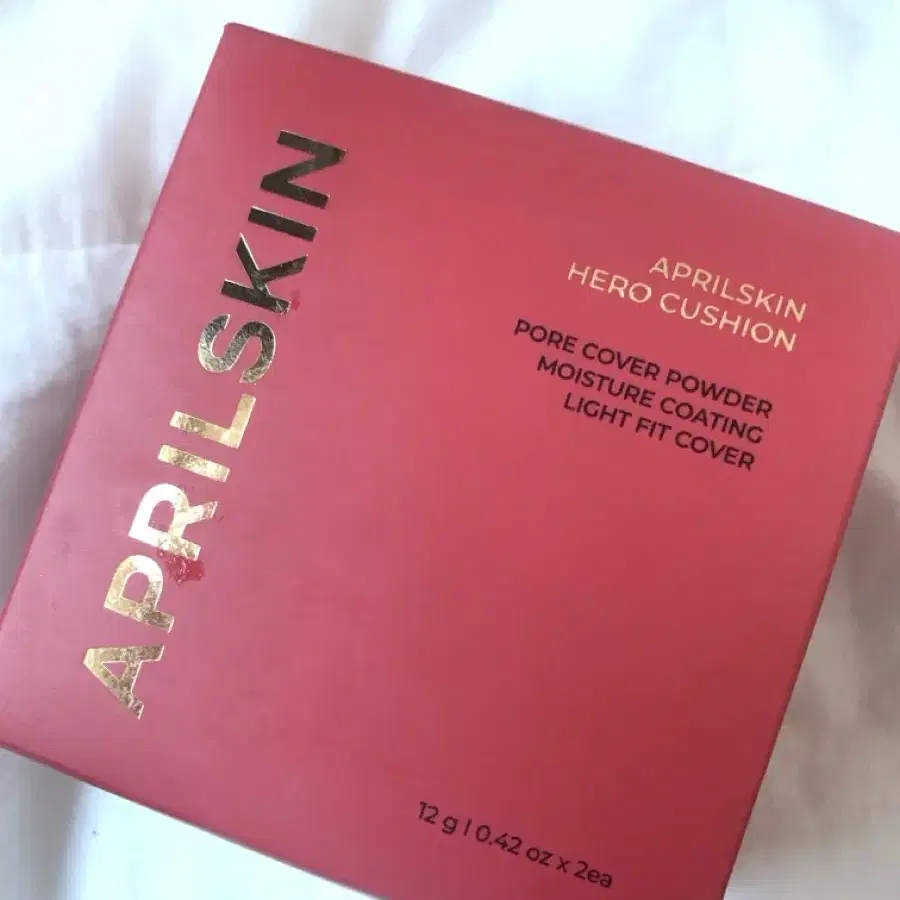 APRILSKIN
APRILSKIN
HERO CUSHION
PORE COVER POWDER
MOISTURE COATING
LIGHT FIT COVER
12 g l 0.42 oz x 2ea